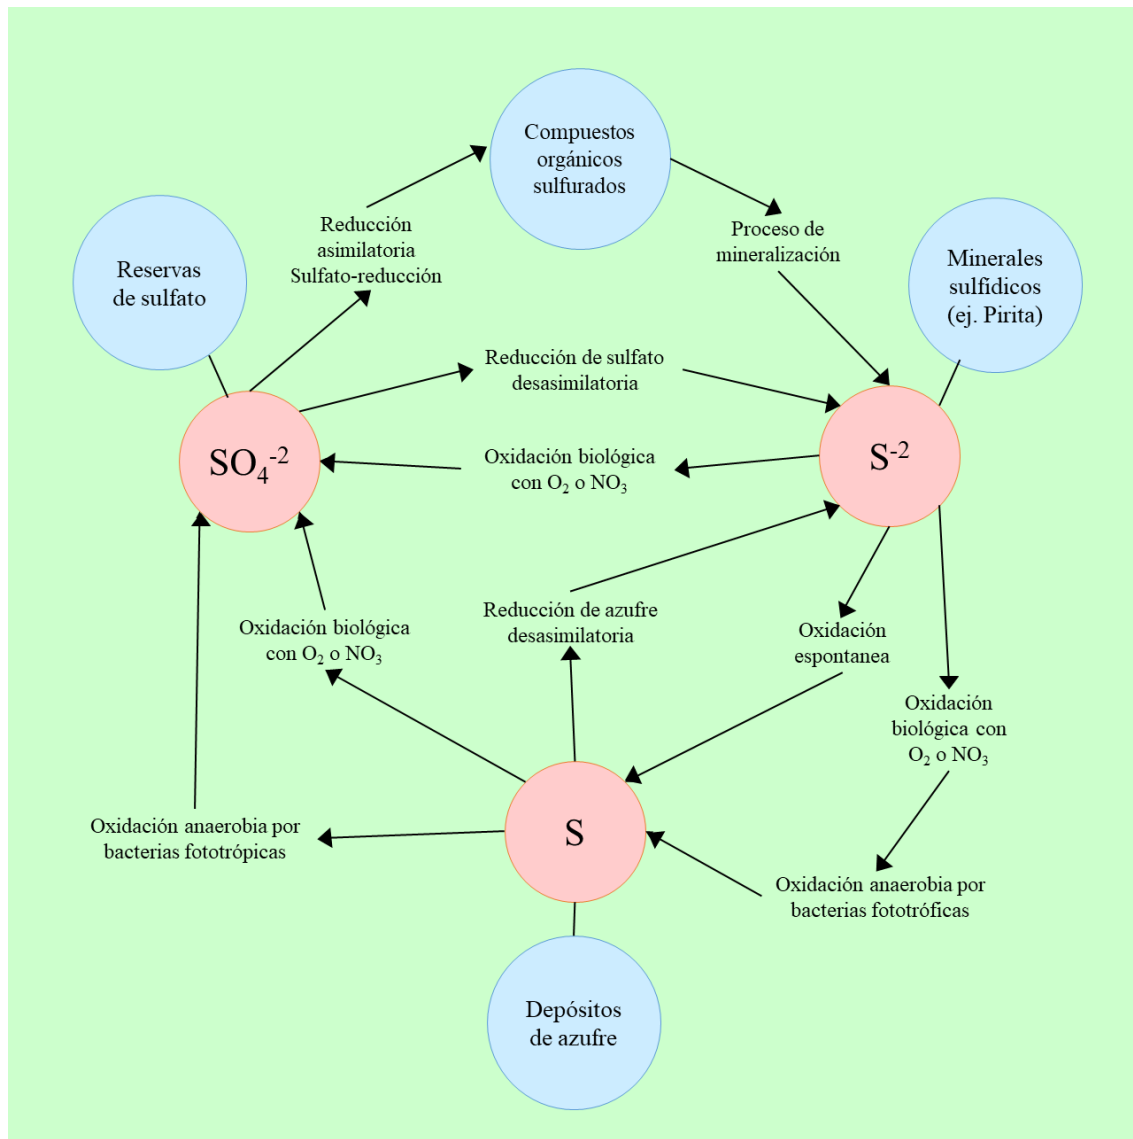 Compuestos
orgánicos
sulfurados
Reservas
de sulfato
Reducción
asimilatoria
Sulfato-reducción
Proceso de
mineralización
Minerales
sulfídicos
(ej. Pirita)
Reducción de sulfato
desasimilatoria
SO₄⁻²
S⁻²
Oxidación biológica
con O₂ o NO₃
Oxidación biológica
con O₂ o NO₃
Reducción de azufre
desasimilatoria
Oxidación
espontanea
Oxidación
biológica con
O₂ o NO₃
Oxidación anaerobia por
bacterias fototrópicas
S
Oxidación anaerobia por
bacterias fototróficas
Depósitos
de azufre